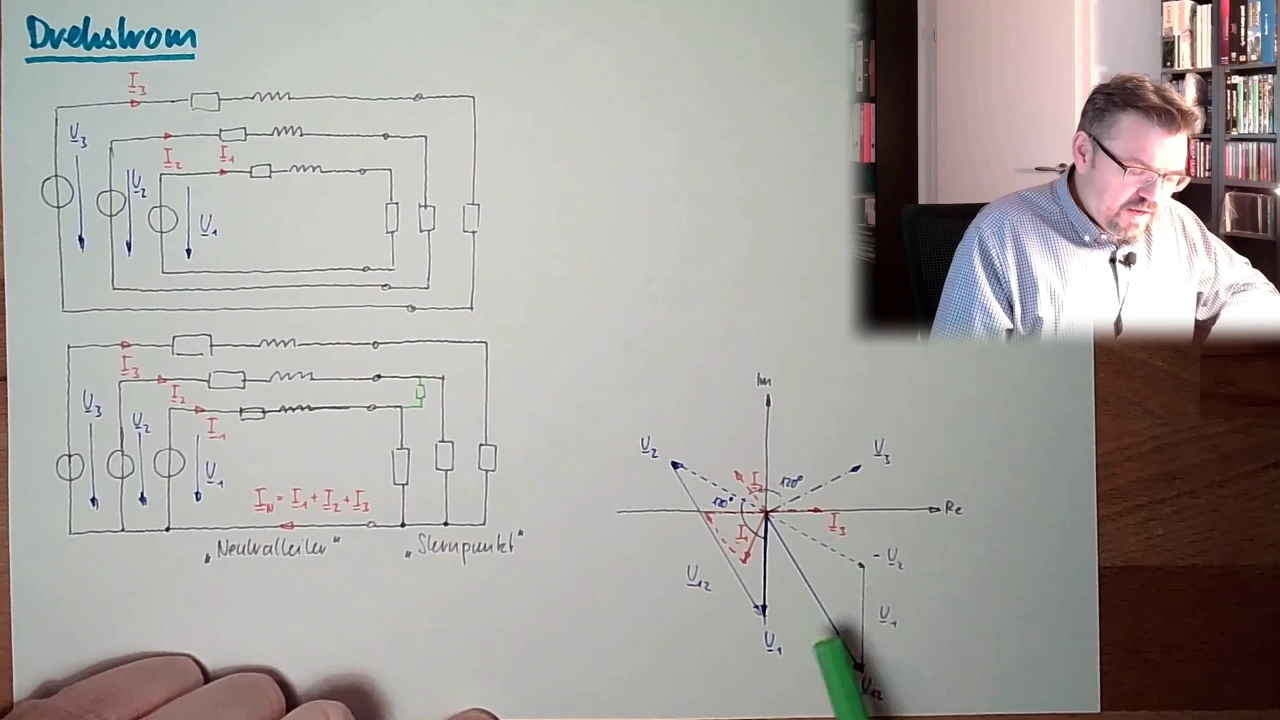 Drehstrom
I3
U3
U2
I2
I1
U1
I3
U3
I2
U2
I1
U1
IN = I1 + I2 + I3
„Neutralleiter“
„Sternpunkt“
Im
U2
U3
120°
120°
I
Re
I3
I1
-U2
U12
U1
U1
U12